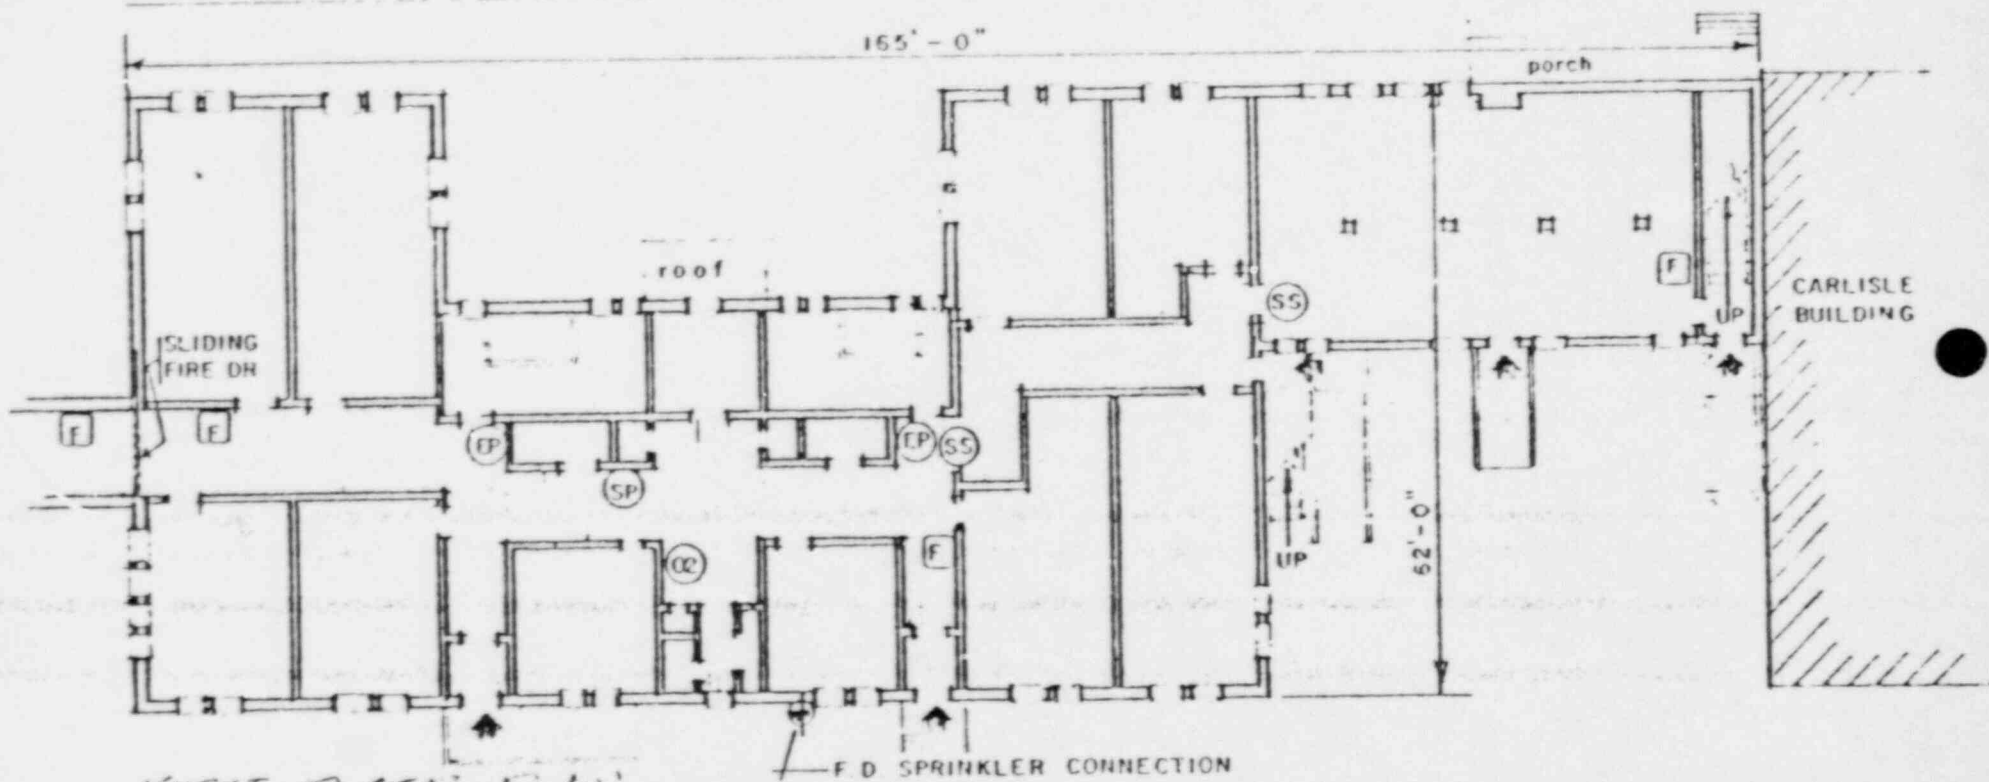 165'-0"
porch
roof
SS
F
CARLISLE
BUILDING
UP
SLIDING
FIRE DR
F
F
EP
EP
SS
SP
O2
F
UP
62'-0"
F.D. SPRINKLER CONNECTION